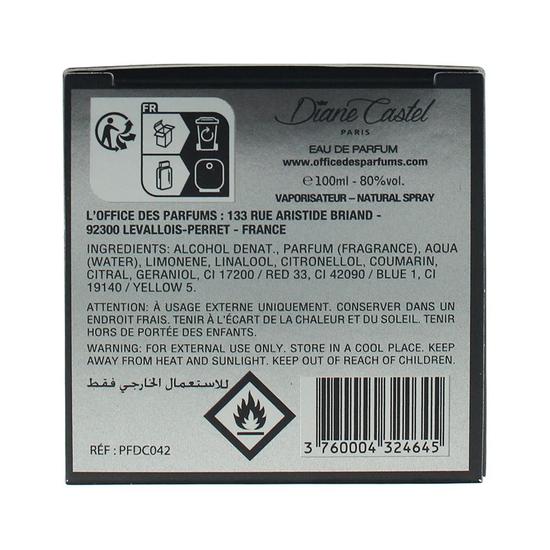 FR
Diane Castel
PARIS
EAU DE PARFUM
www.officedesparfums.com
℮100ml - 80%vol.
VAPORISATEUR – NATURAL SPRAY
L'OFFICE DES PARFUMS : 133 RUE ARISTIDE BRIAND -
92300 LEVALLOIS-PERRET - FRANCE
INGREDIENTS: ALCOHOL DENAT., PARFUM (FRAGRANCE), AQUA
(WATER), LIMONENE, LINALOOL, CITRONELLOL, COUMARIN,
CITRAL, GERANIOL, CI 17200 / RED 33, CI 42090 / BLUE 1, CI
19140 / YELLOW 5.
ATTENTION: À USAGE EXTERNE UNIQUEMENT. CONSERVER DANS UN
ENDROIT FRAIS. TENIR À L'ÉCART DE LA CHALEUR ET DU SOLEIL. TENIR
HORS DE PORTÉE DES ENFANTS.
WARNING: FOR EXTERNAL USE ONLY. STORE IN A COOL PLACE. KEEP
AWAY FROM HEAT AND SUNLIGHT. KEEP OUT OF REACH OF CHILDREN.
للاستعمال الخارجي فقط
RÉF : PFDC042
3 760004 324645